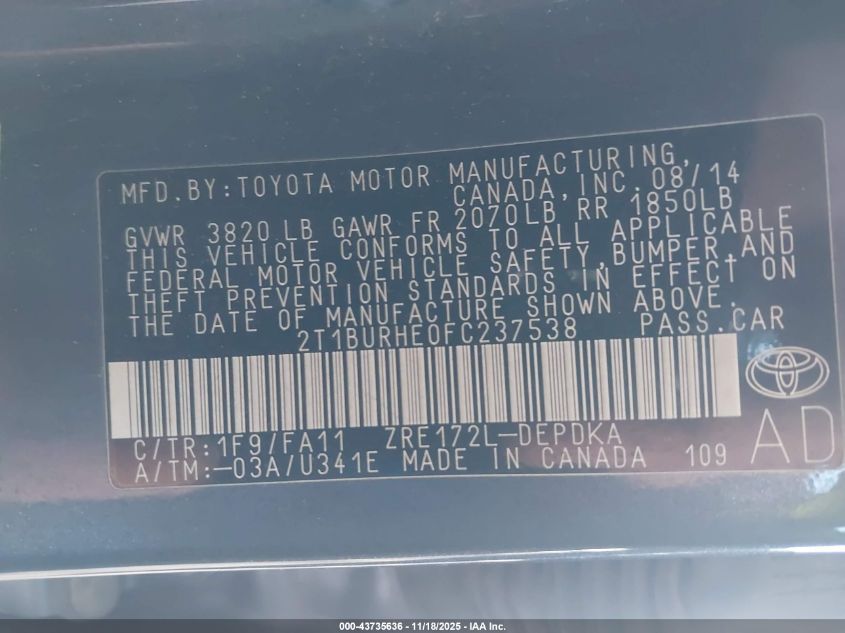 MFD.BY:TOYOTA MOTOR MANUFACTURING,
CANADA,INC.08/14
GVWR 3820 LB GAWR FR 2070LB,RR 1850LB
THIS VEHICLE CONFORMS TO ALL APPLICABLE
FEDERAL MOTOR VEHICLE SAFETY,BUMPER,AND
THEFT PREVENTION STANDARDS IN EFFECT ON
THE DATE OF MANUFACTURE SHOWN ABOVE.
2T1BURHE0FC237538 PASS.CAR
C/TR:1F9/FA11 ZRE172L-DEPDKA
A/TM:-03A/U341E MADE IN CANADA 109
AD
000-43735636 - 11/18/2025 - IAA Inc.